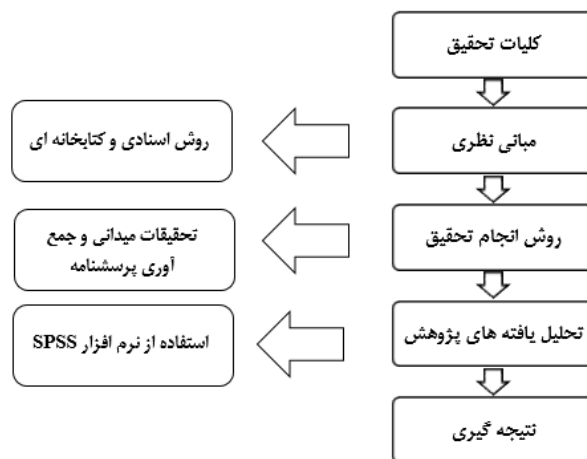 کلیات تحقیق
مبانی نظری
روش اسنادی و کتابخانه ای
روش انجام تحقیق
تحقیقات میدانی و جمع
آوری پرسشنامه
تحلیل یافته های پژوهش
استفاده از نرم افزار SPSS
نتیجه گیری